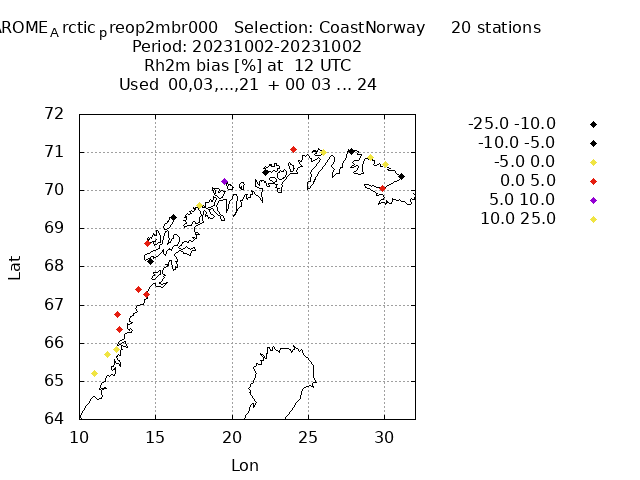 AROME_Arctic_preop2mbr000 Selection: CoastNorway 20 stations
Period: 20231002-20231002
Rh2m bias [%] at 12 UTC
Used 00,03,...,21 + 00 03 ... 24
-25.0 -10.0
-10.0 -5.0
-5.0 0.0
0.0 5.0
5.0 10.0
10.0 25.0
72
71
70
69
68
67
66
65
64
Lat
10 15 20 25 30
Lon